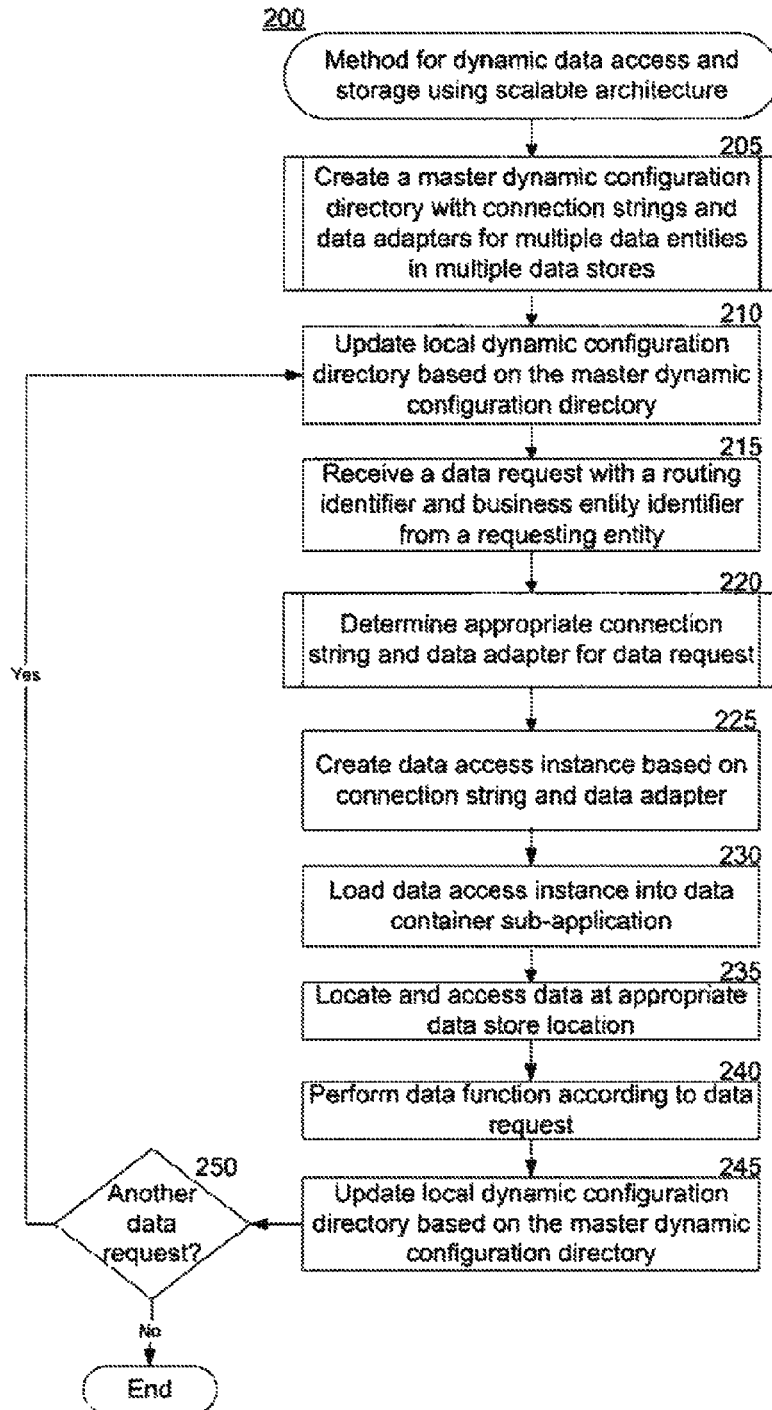 200
Method for dynamic data access and
storage using scalable architecture
205
Create a master dynamic configuration
directory with connection strings and
data adapters for multiple data entities
in multiple data stores
210
Update local dynamic configuration
directory based on the master dynamic
configuration directory
215
Receive a data request with a routing
identifier and business entity identifier
from a requesting entity
220
Determine appropriate connection
string and data adapter for data request
Yes
225
Create data access instance based on
connection string and data adapter
230
Load data access instance into data
container sub-application
235
Locate and access data at appropriate
data store location
240
Perform data function according to data
request
245
Update local dynamic configuration
directory based on the master dynamic
configuration directory
250
Another
data
request?
No
End